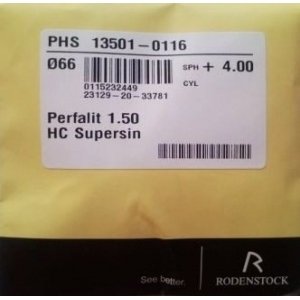 PHS 13501-0116
Ø66
SPH + 4.00
CYL
0115232449
23129-20-33781
Perfalit 1.50
HC Supersin
See better.
R
RODENSTOCK